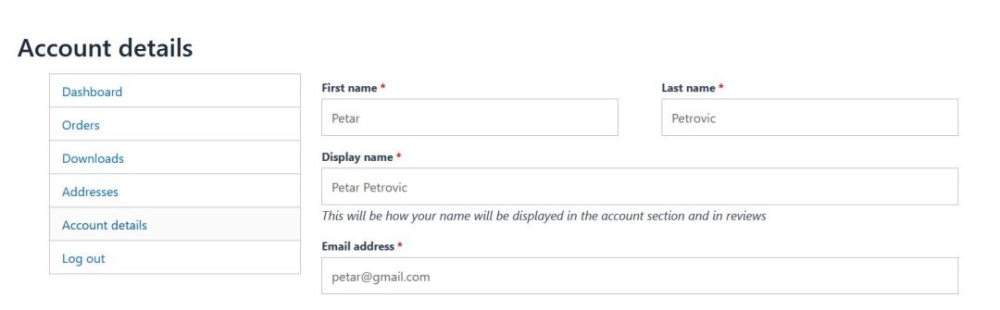 Account details
Dashboard
Orders
Downloads
Addresses
Account details
Log out
First name *
Last name *
Petar
Petrovic
Display name *
Petar Petrovic
This will be how your name will be displayed in the account section and in reviews
Email address *
petar@gmail.com